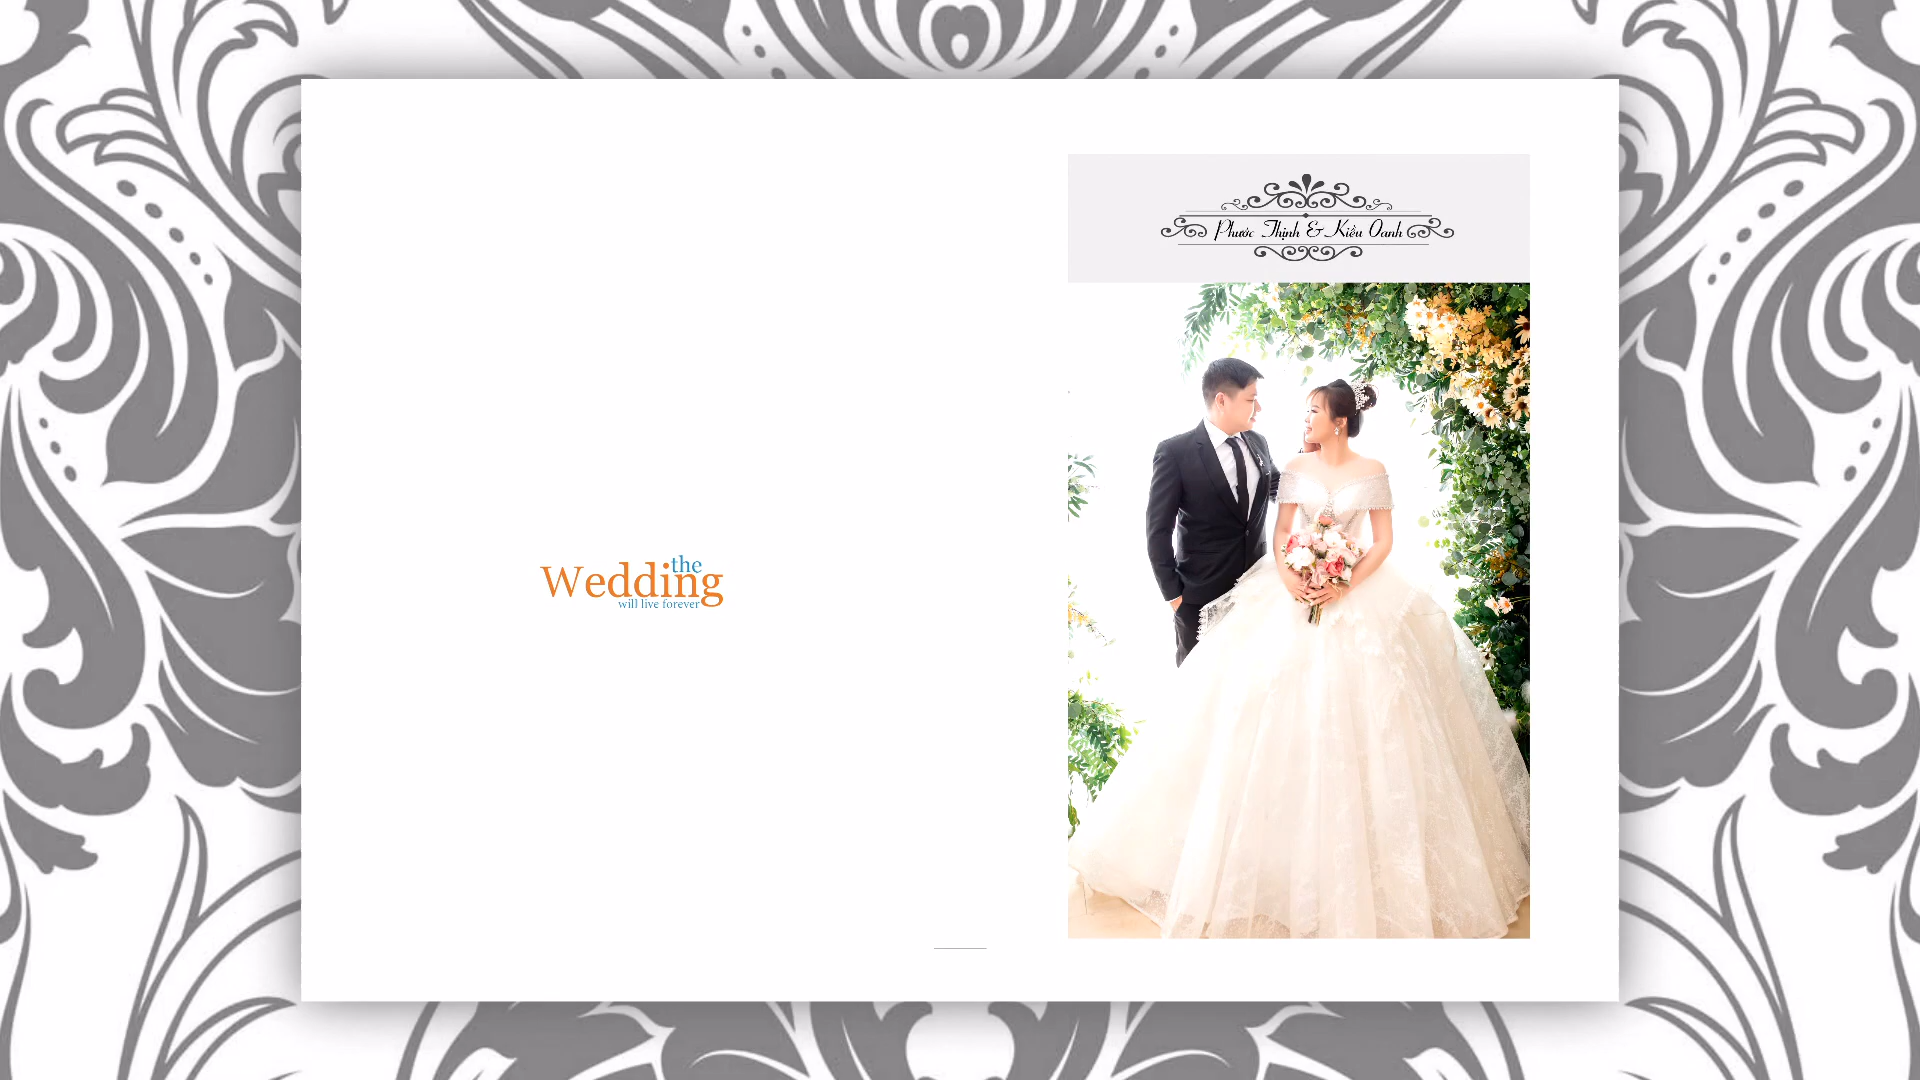 the
Wedding
will live forever
Phước Thịnh & Kiều Oanh